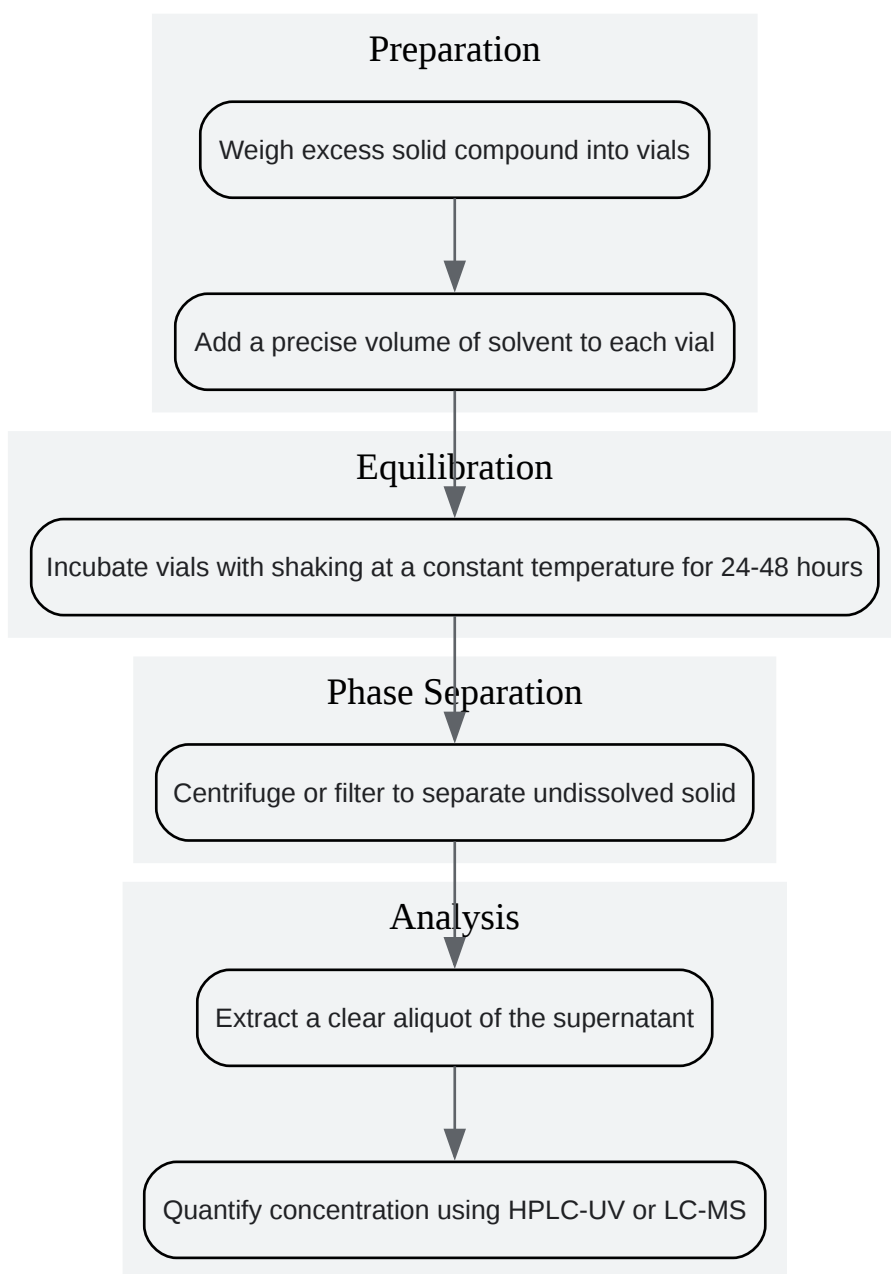 Preparation
Weigh excess solid compound into vials
Add a precise volume of solvent to each vial
Equilibration
Incubate vials with shaking at a constant temperature for 24-48 hours
Phase Separation
Centrifuge or filter to separate undissolved solid
Analysis
Extract a clear aliquot of the supernatant
Quantify concentration using HPLC-UV or LC-MS